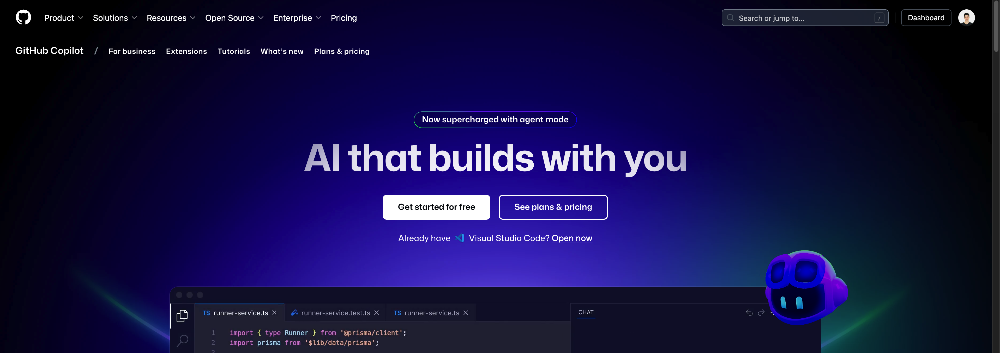 Product Solutions Resources Open Source Enterprise Pricing Search or jump to... / Dashboard
GitHub Copilot / For business Extensions Tutorials What's new Plans & pricing
Now supercharged with agent mode
AI that builds with you
Get started for free See plans & pricing
Already have Visual Studio Code? Open now
TS runner-service.ts runner-service.test.ts TS runner-service.ts CHAT
1 import { type Runner } from '@prisma/client';
2 import prisma from '$lib/data/prisma';
3